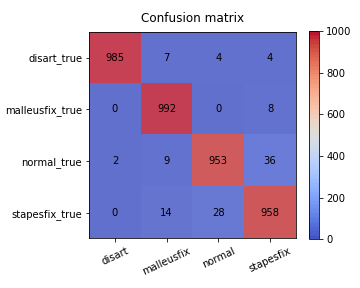 Confusion matrix
disart_true 985 7 4 4
malleusfix_true 0 992 0 8
normal_true 2 9 953 36
stapesfix_true 0 14 28 958
disart malleusfix normal stapesfix
1000
800
600
400
200
0